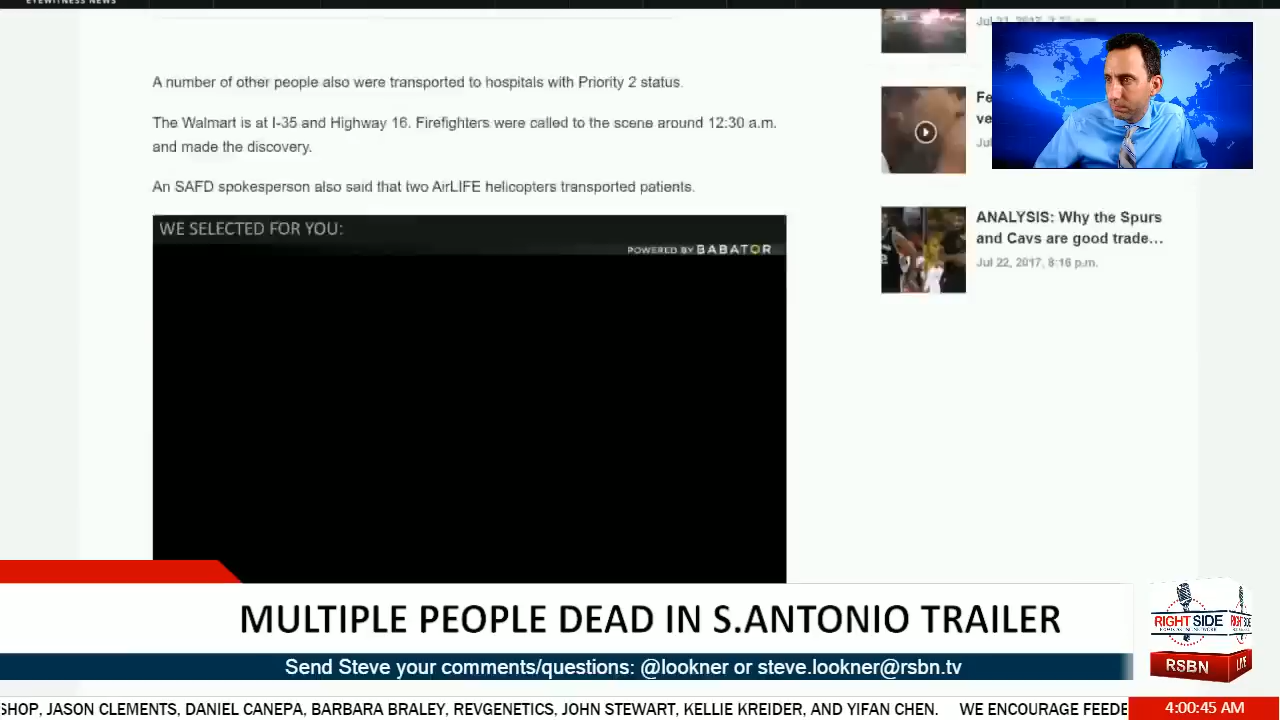 EYEWITNESS NEWS
A number of other people also were transported to hospitals with Priority 2 status.
The Walmart is at I-35 and Highway 16. Firefighters were called to the scene around 12:30 a.m.
and made the discovery.
An SAFD spokesperson also said that two AirLIFE helicopters transported patients.
WE SELECTED FOR YOU:
POWERED BY BABATOR
Fe
ve
ANALYSIS: Why the Spurs
and Cavs are good trade...
Jul 22, 2017, 8:16 p.m.
MULTIPLE PEOPLE DEAD IN S.ANTONIO TRAILER
Send Steve your comments/questions: @lookner or steve.lookner@rsbn.tv
RIGHT SIDE
RSBN
LIVE
SHOP, JASON CLEMENTS, DANIEL CANEPA, BARBARA BRALEY, REVGENETICS, JOHN STEWART, KELLIE KREIDER, AND YIFAN CHEN. WE ENCOURAGE FEEDE
4:00:45 AM